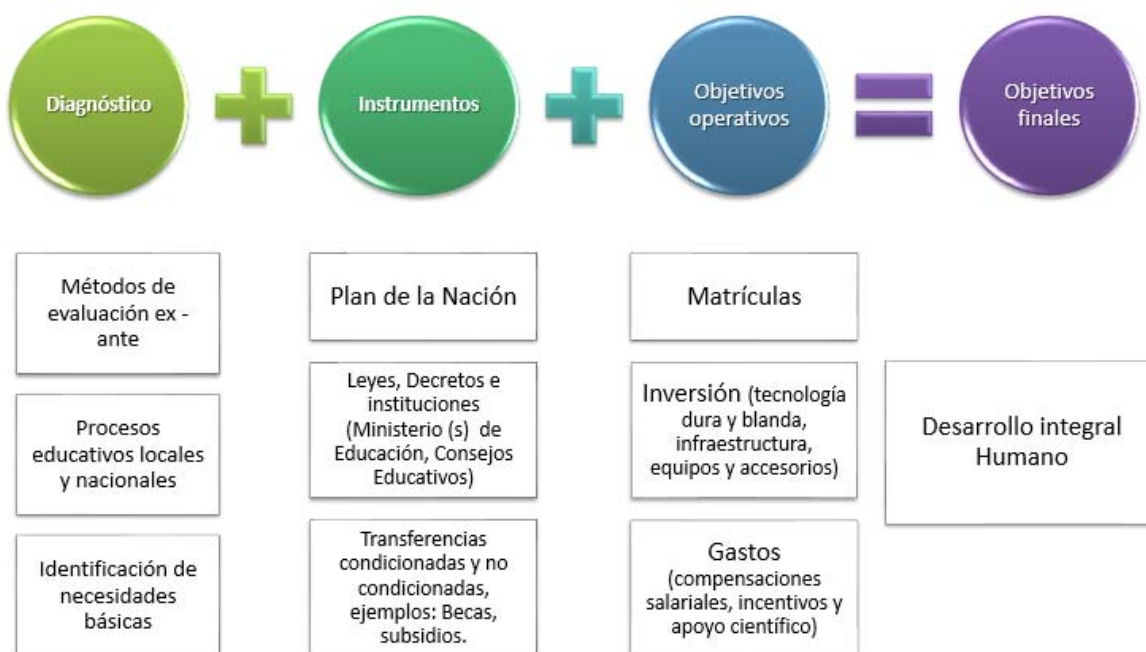 Diagnóstico
Instrumentos
Objetivos
operativos
Objetivos
finales
Métodos de
evaluación ex -
ante
Procesos
educativos locales
y nacionales
Identificación de
necesidades
básicas
Plan de la Nación
Leyes, Decretos e
instituciones
(Ministerio (s) de
Educación, Consejos
Educativos)
Transferencias
condicionadas y no
condicionadas,
ejemplos: Becas,
subsidios.
Matrículas
Inversión (tecnología
dura y blanda,
infraestructura,
equipos y accesorios)
Gastos
(compensaciones
salariales, incentivos y
apoyo científico)
Desarrollo integral
Humano